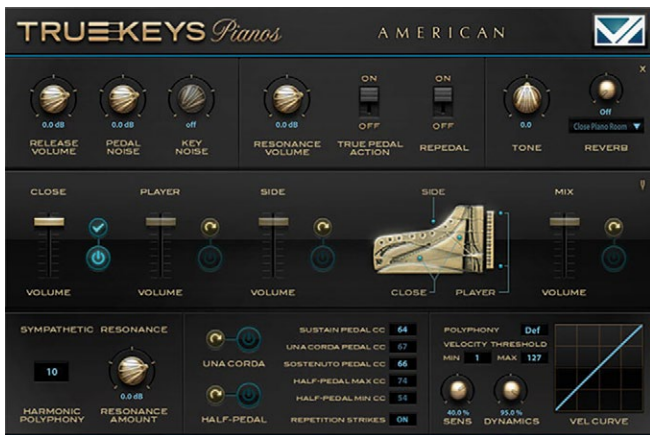 TRUEKEYS Pianos
AMERICAN
x
ON
ON
0.0 dB
0.0 dB
off
0.0 dB
OFF
OFF
0.0
Off
Close Piano Room
RELEASE VOLUME
PEDAL NOISE
KEY NOISE
RESONANCE VOLUME
TRUE PEDAL ACTION
REPEDAL
TONE
REVERB
CLOSE
PLAYER
SIDE
SIDE
MIX
VOLUME
VOLUME
VOLUME
CLOSE
PLAYER
VOLUME
SYMPATHETIC RESONANCE
10
0.0 dB
HARMONIC POLYPHONY
RESONANCE AMOUNT
UNA CORDA
HALF-PEDAL
SUSTAIN PEDAL CC 64
UNA CORDA PEDAL CC 67
SOSTENUTO PEDAL CC 66
HALF-PEDAL MAX CC 74
HALF-PEDAL MIN CC 54
REPETITION STRIKES ON
POLYPHONY Def
VELOCITY THRESHOLD
MIN 1 MAX 127
40.0 %
95.0 %
SENS
DYNAMICS
VEL CURVE